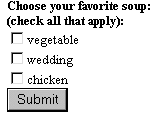 Choose your favorite soup:
(check all that apply):
vegetable
wedding
chicken
Submit